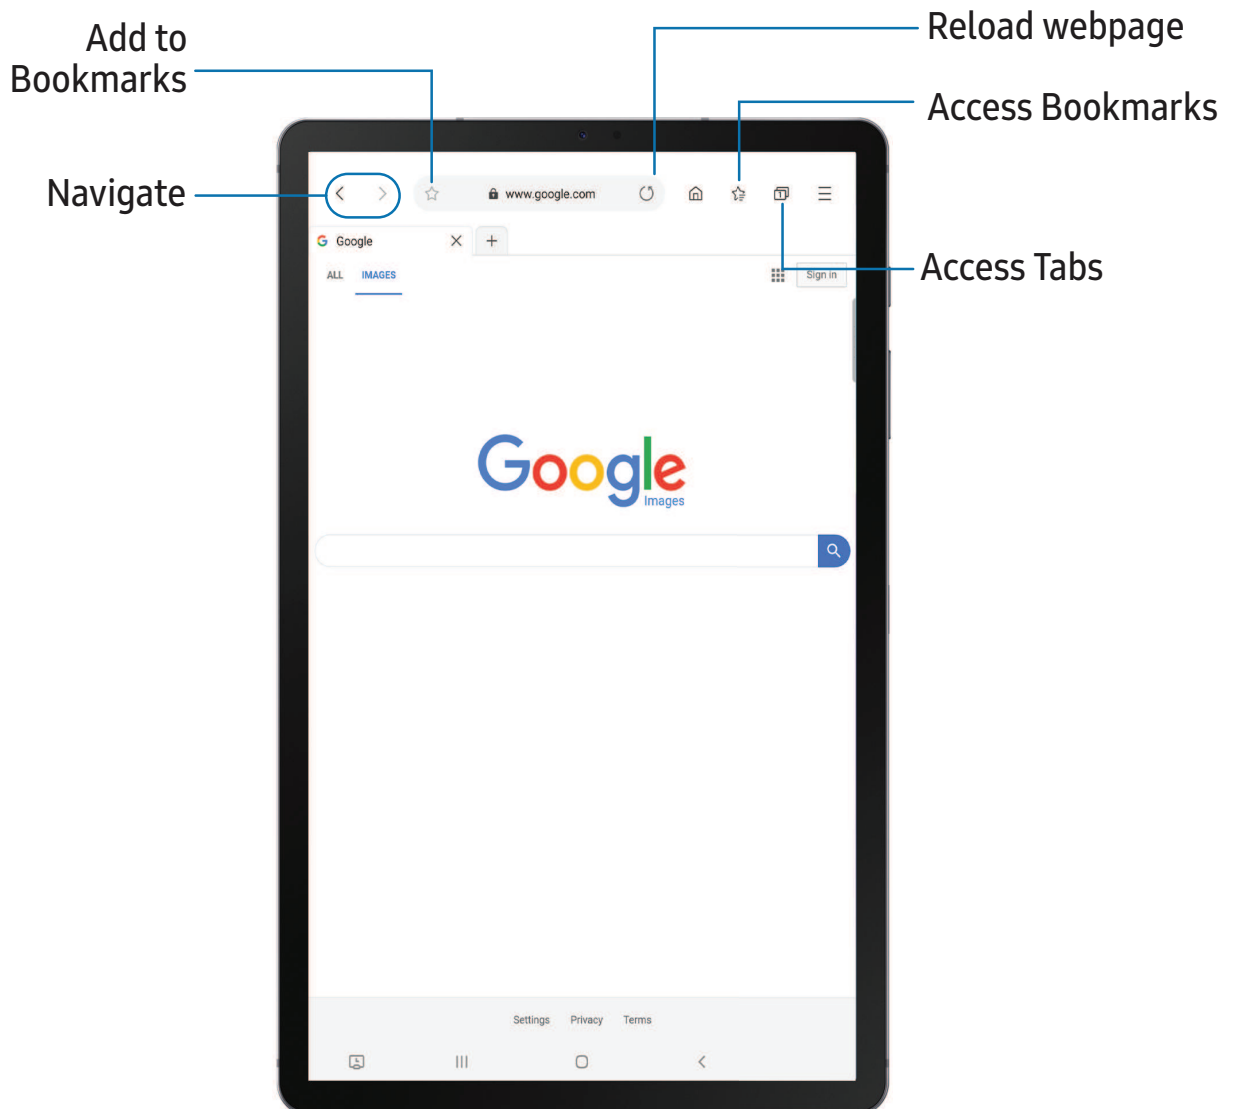 Add to
Bookmarks
Reload webpage
Access Bookmarks
Navigate
www.google.com
1
Google
ALL IMAGES
Sign in
Access Tabs
Google
Images
Settings Privacy Terms